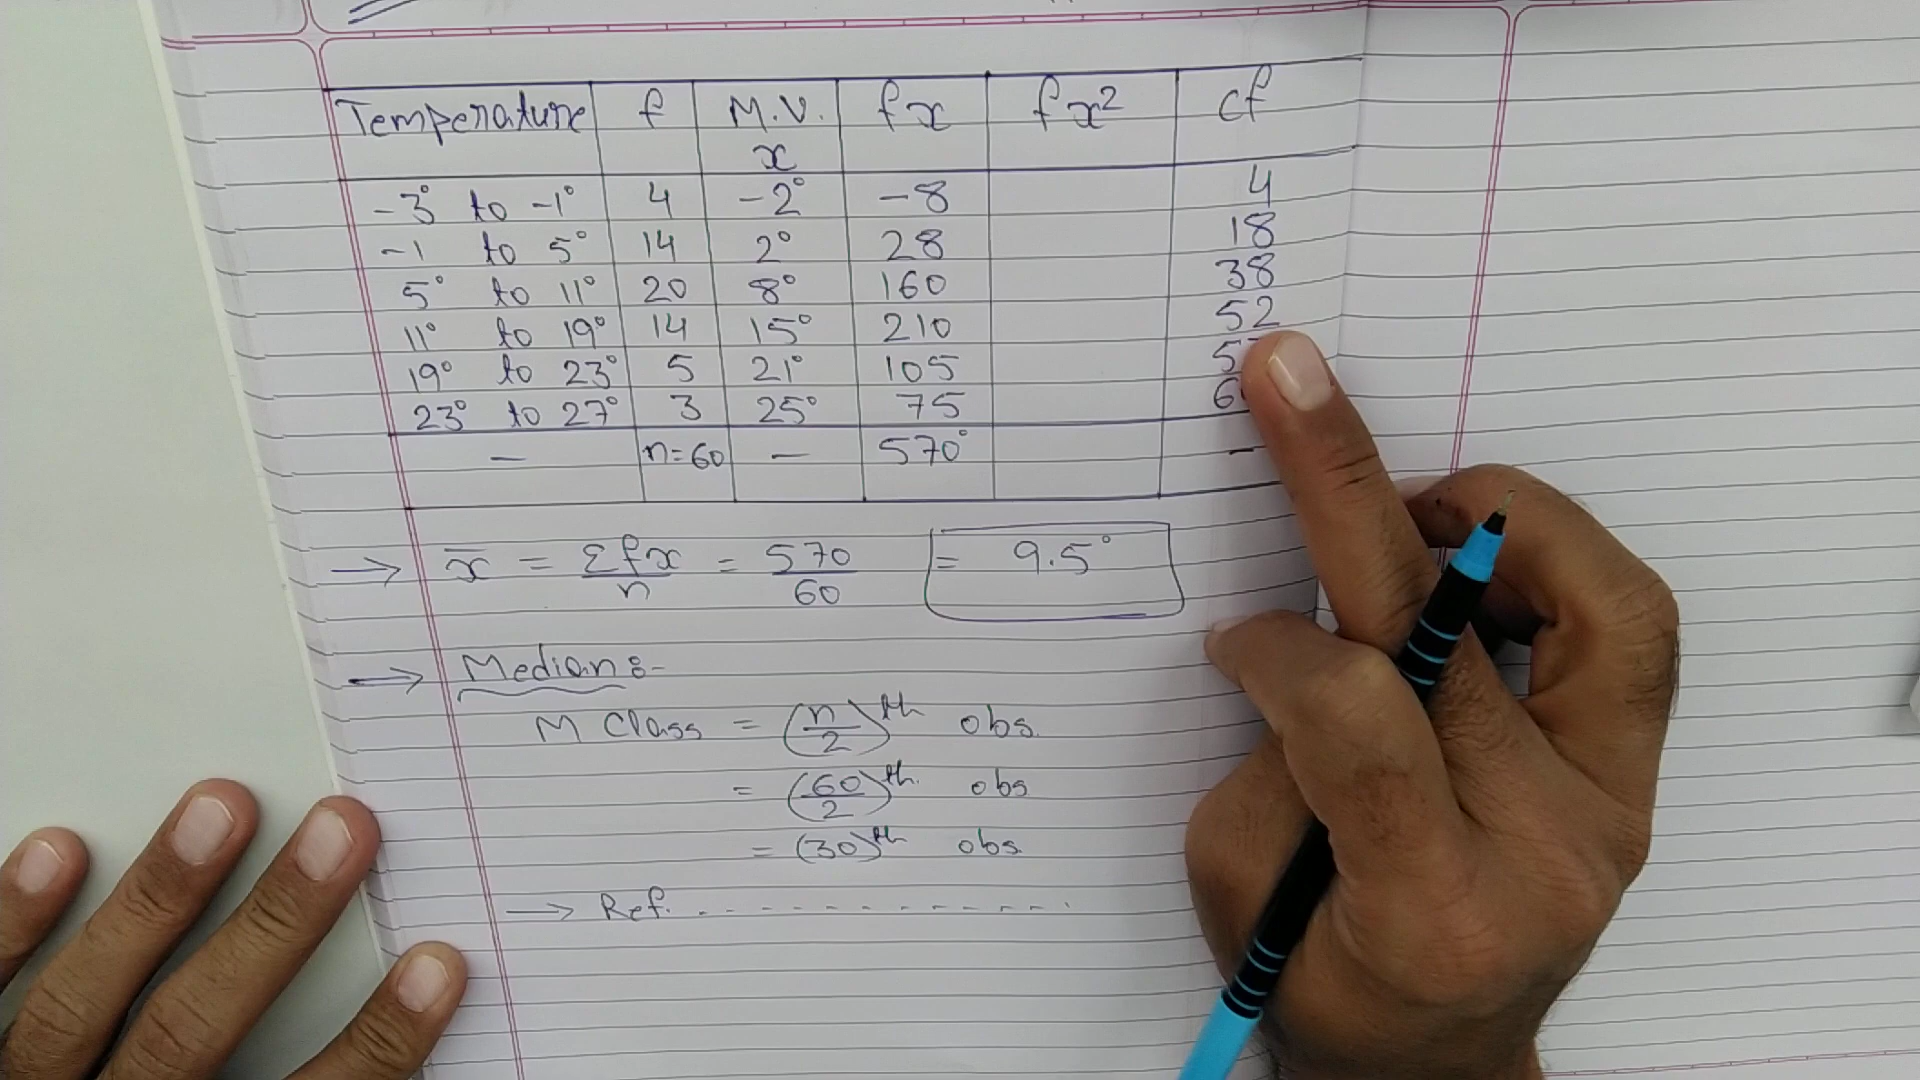 Temperature f M.V. x fx fx² cf
-3° to -1° 4 -2° -8 4
-1 to 5° 14 2° 28 18
5° to 11° 20 8° 160 38
11° to 19° 14 15° 210 52
19° to 23° 5 21° 105
23° to 27° 3 25° 75
— n=60 — 570° —
→ x̄ = Σfx/n = 570/60 = 9.5°
→ Median:-
M Class = (n/2)th obs.
= (60/2)th. obs
= (30)th obs.
→ Ref. - - - - - - - - - - - - -